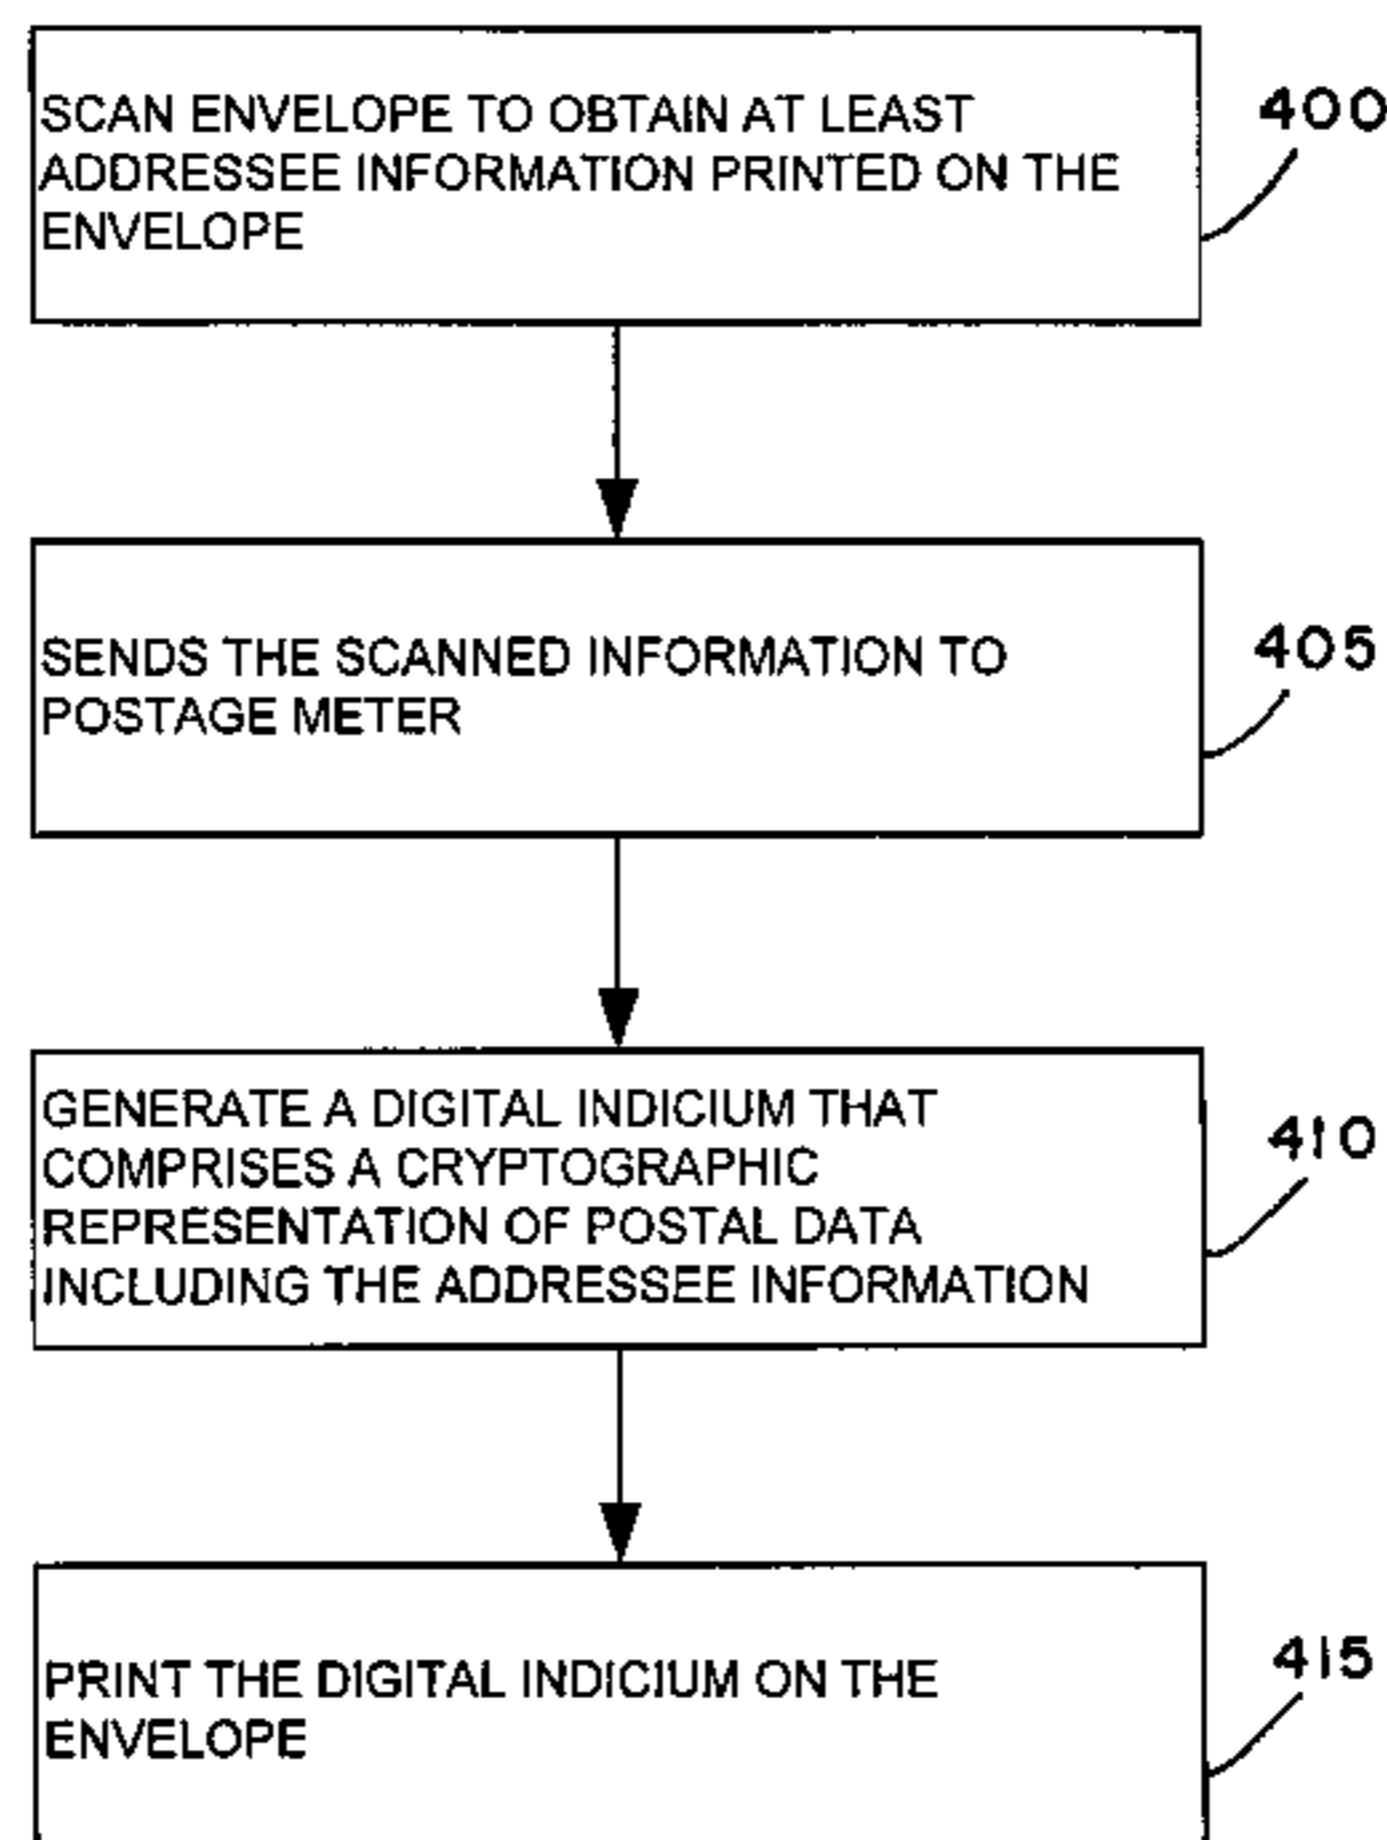 SCAN ENVELOPE TO OBTAIN AT LEAST
ADDRESSEE INFORMATION PRINTED ON THE
ENVELOPE
400
SENDS THE SCANNED INFORMATION TO
POSTAGE METER
405
GENERATE A DIGITAL INDICIUM THAT
COMPRISES A CRYPTOGRAPHIC
REPRESENTATION OF POSTAL DATA
INCLUDING THE ADDRESSEE INFORMATION
410
PRINT THE DIGITAL INDICIUM ON THE
ENVELOPE
415